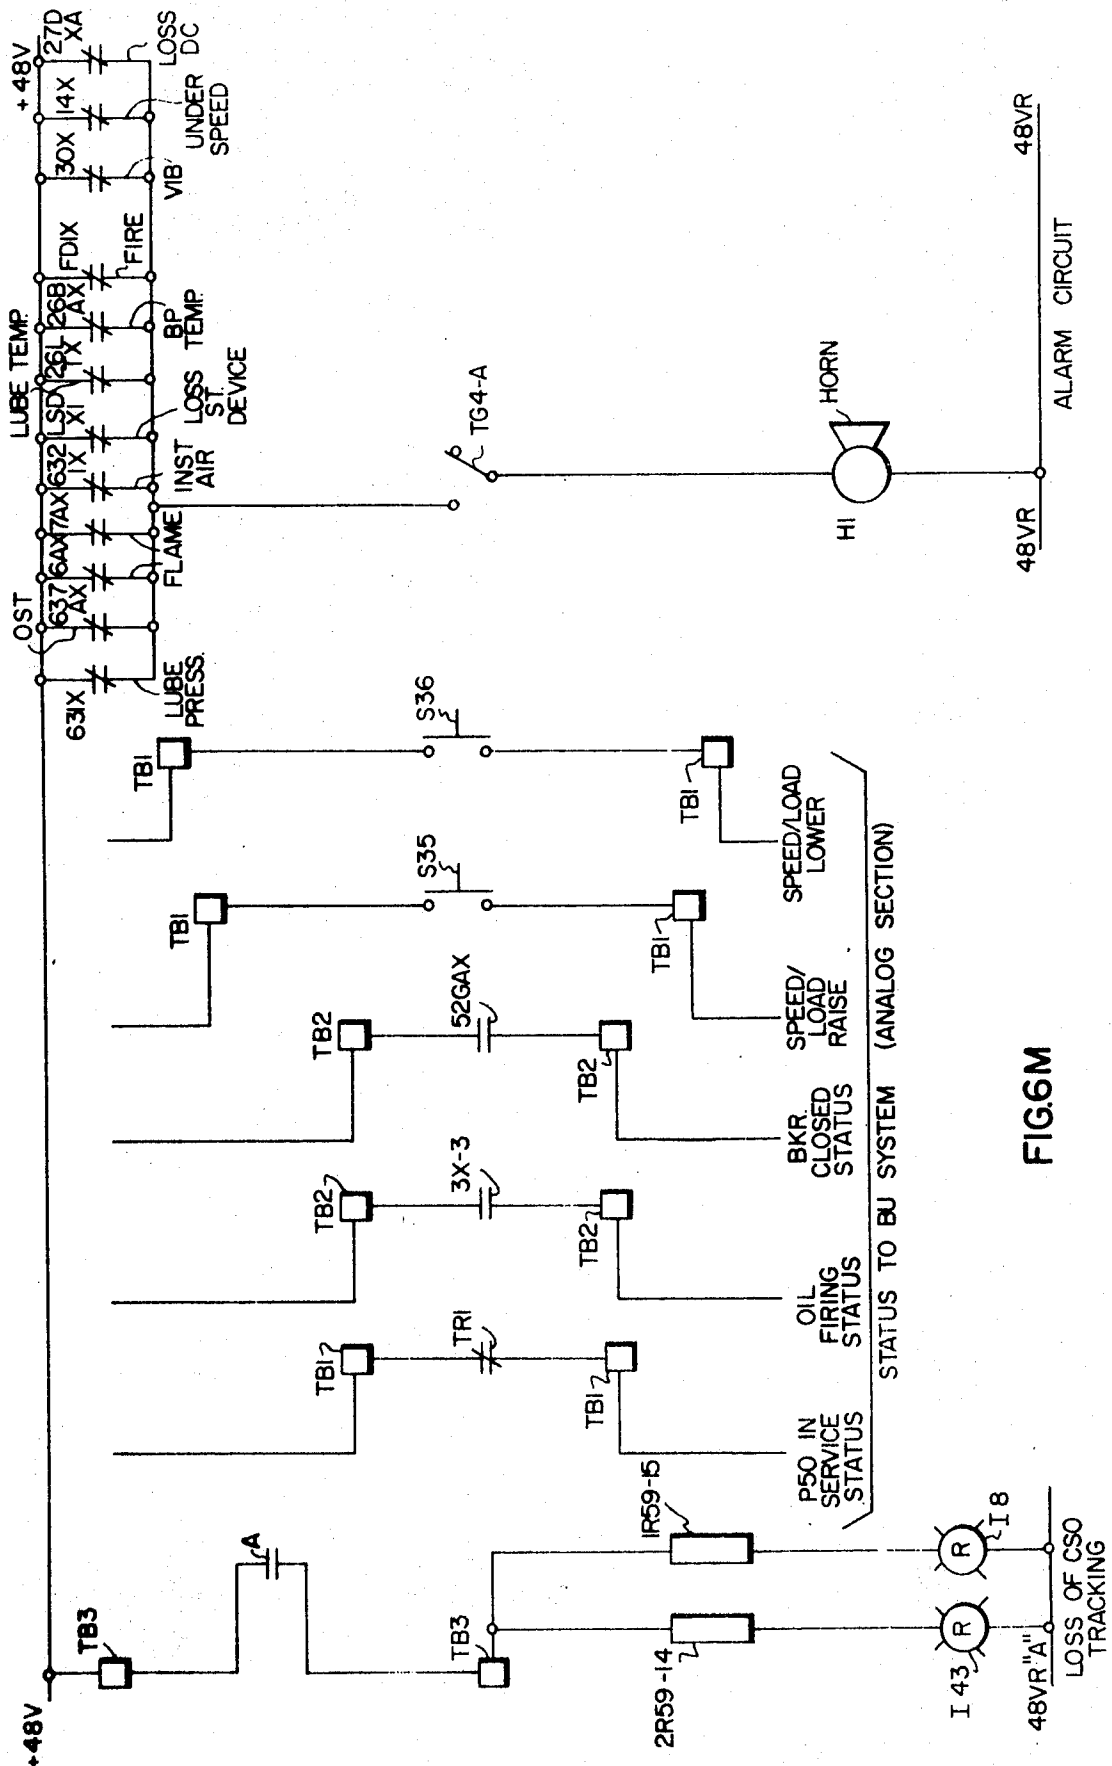 +48V
TB3
A
TB3
2R59-14
1R59-15
R
R
I 43
I 8
48VR"A"
LOSS OF CSO
TRACKING
TB1
TR1
TB1
P50 IN
SERVICE
STATUS
TB2
3X-3
TB2
OIL
FIRING
STATUS
TB2
52GAX
TB2
BKR.
CLOSED
STATUS
TB1
S35
TB1
SPEED/
LOAD
RAISE
TB1
S36
TB1
SPEED/LOAD
LOWER
STATUS TO BU SYSTEM (ANALOG SECTION)
631X
LUBE
PRESS.
OST
637
AX
6AX
7AX
FLAME
632
1X
INST
AIR
LSD
X1
LOSS
ST.
DEVICE
LUBE TEMP.
26L
TX
26B
AX
BP
TEMP.
FD1X
FIRE
30X
VIB
14X
UNDER
SPEED
+48V
27D
XA
LOSS
DC
TG4-A
HORN
H1
48VR
48VR
ALARM CIRCUIT
FIG.6M